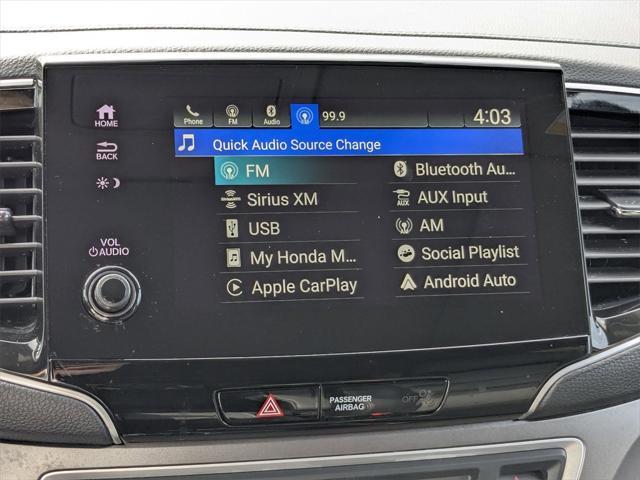 Phone
FM
Audio
99.9
4:03
HOME
Quick Audio Source Change
BACK
FM
Bluetooth Au...
Sirius XM
AUX
AUX Input
USB
AM
VOL
AUDIO
My Honda M...
Social Playlist
Apple CarPlay
Android Auto
PASSENGER
AIRBAG
OFF